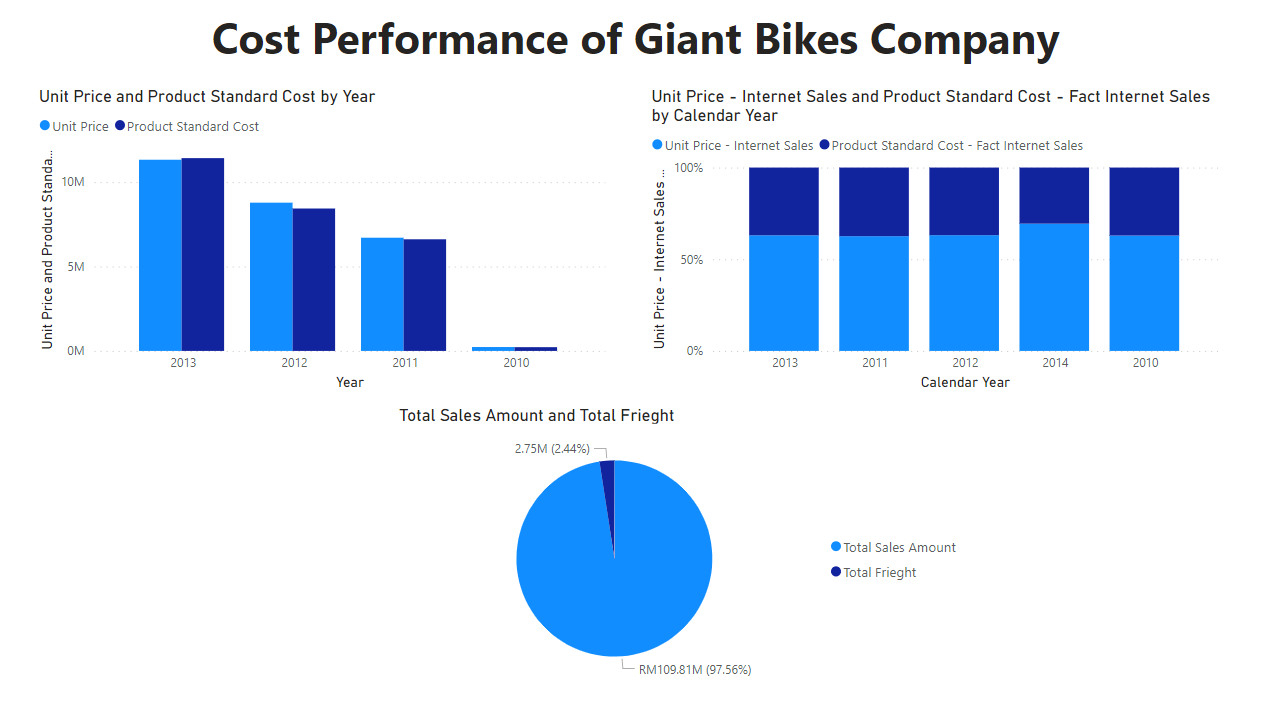 Cost Performance of Giant Bikes Company
Unit Price and Product Standard Cost by Year
Unit Price Product Standard Cost
Unit Price and Product Standa...
10M
5M
0M
2013 2012 2011 2010
Year
Unit Price - Internet Sales and Product Standard Cost - Fact Internet Sales
by Calendar Year
Unit Price - Internet Sales Product Standard Cost - Fact Internet Sales
Unit Price - Internet Sales ...
100%
50%
0%
2013 2011 2012 2014 2010
Calendar Year
Total Sales Amount and Total Frieght
2.75M (2.44%)
RM109.81M (97.56%)
Total Sales Amount
Total Frieght